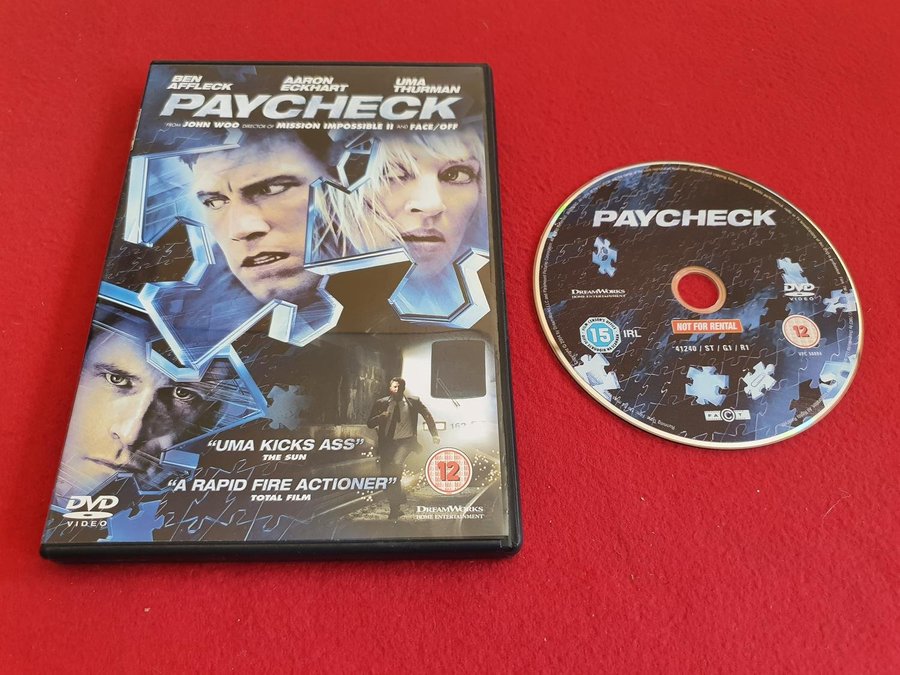 BEN AFFLECK
AARON ECKHART
UMA THURMAN
PAYCHECK
FROM JOHN WOO DIRECTOR OF MISSION IMPOSSIBLE II AND FACE/OFF
162
"UMA KICKS ASS"
THE SUN
"A RAPID FIRE ACTIONER"
TOTAL FILM
12
DVD
VIDEO
DREAMWORKS
HOME ENTERTAINMENT
PAYCHECK
DREAMWORKS
HOME ENTERTAINMENT
DVD
VIDEO
NOT FOR RENTAL
15
IRL
12
41240 / ST / G1 / R1